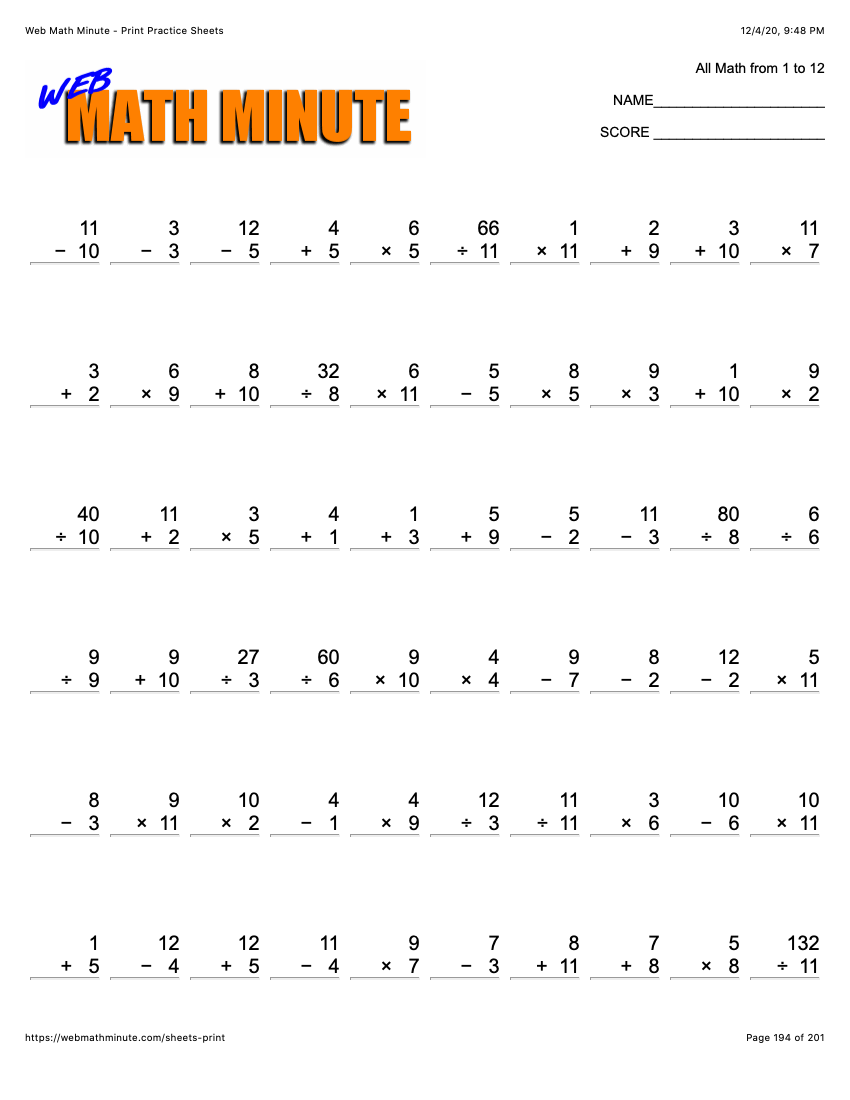 Web Math Minute - Print Practice Sheets 12/4/20, 9:48 PM
WEB
MATH MINUTE
All Math from 1 to 12
NAME______________________
SCORE ______________________
11 3 12 4 6 66 1 2 3 11
− 10 − 3 − 5 + 5 × 5 ÷ 11 × 11 + 9 + 10 × 7
3 6 8 32 6 5 8 9 1 9
+ 2 × 9 + 10 ÷ 8 × 11 − 5 × 5 × 3 + 10 × 2
40 11 3 4 1 5 5 11 80 6
÷ 10 + 2 × 5 + 1 + 3 + 9 − 2 − 3 ÷ 8 ÷ 6
9 9 27 60 9 4 9 8 12 5
÷ 9 + 10 ÷ 3 ÷ 6 × 10 × 4 − 7 − 2 − 2 × 11
8 9 10 4 4 12 11 3 10 10
− 3 × 11 × 2 − 1 × 9 ÷ 3 ÷ 11 × 6 − 6 × 11
1 12 12 11 9 7 8 7 5 132
+ 5 − 4 + 5 − 4 × 7 − 3 + 11 + 8 × 8 ÷ 11
https://webmathminute.com/sheets-print Page 194 of 201